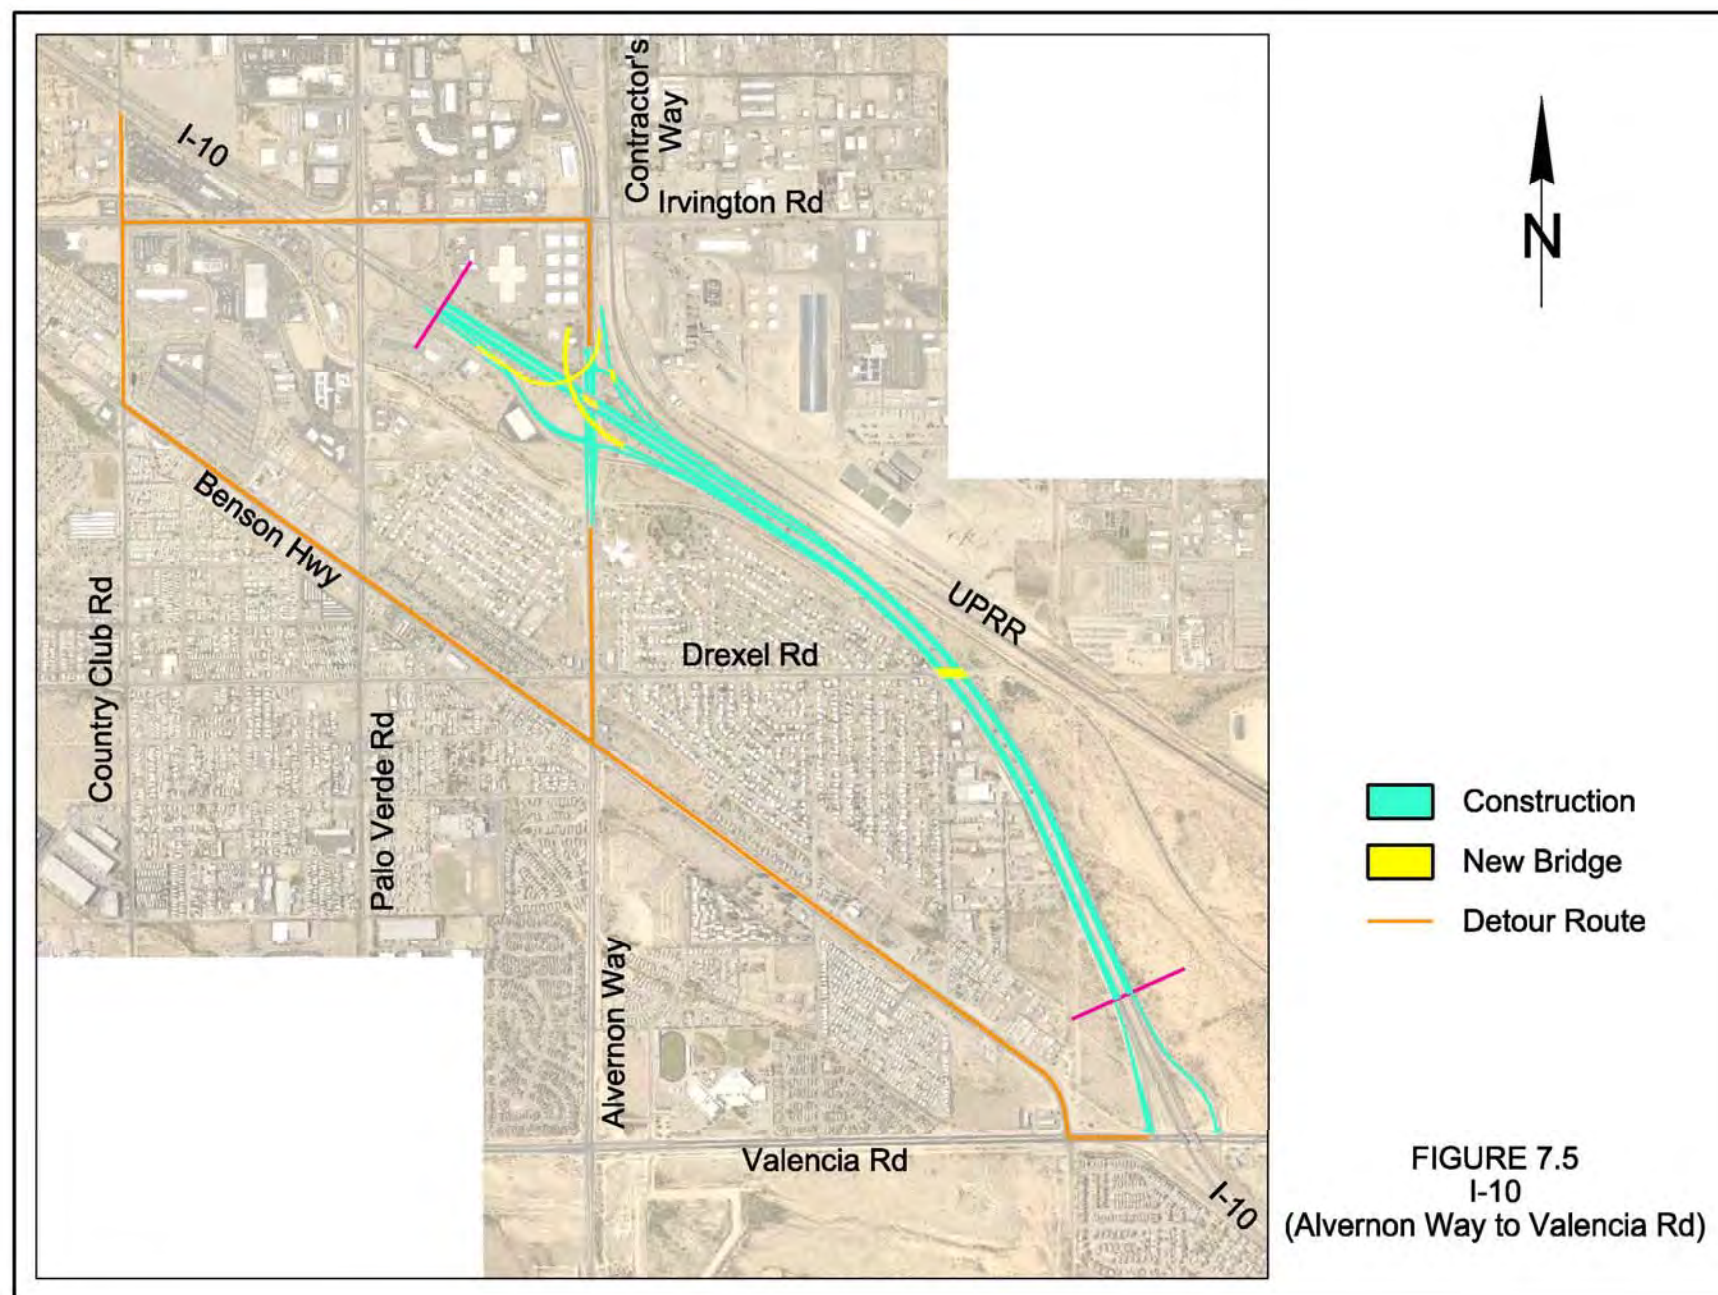 Contractor's
Way
I-10
Irvington Rd
N
Benson Hwy
Country Club Rd
UPRR
Drexel Rd
Palo Verde Rd
Construction
New Bridge
Detour Route
Alvernon Way
Valencia Rd
I-10
FIGURE 7.5
I-10
(Alvernon Way to Valencia Rd)